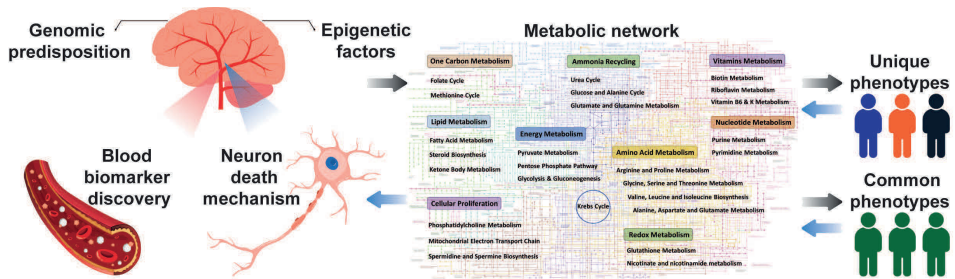 Genomic
predisposition
Epigenetic
factors
Blood
biomarker
discovery
Neuron
death
mechanism
Metabolic network
One Carbon Metabolism
Folate Cycle
Methionine Cycle
Ammonia Recycling
Urea Cycle
Glucose and Alanine Cycle
Glutamate and Glutamine Metabolism
Vitamins Metabolism
Biotin Metabolism
Riboflavin Metabolism
Vitamin B6 & K Metabolism
Lipid Metabolism
Fatty Acid Metabolism
Steroid Biosynthesis
Ketone Body Metabolism
Energy Metabolism
Pyruvate Metabolism
Pentose Phosphate Pathway
Glycolysis & Gluconeogenesis
Nucleotide Metabolism
Purine Metabolism
Pyrimidine Metabolism
Amino Acid Metabolism
Arginine and Proline Metabolism
Glycine, Serine and Threonine Metabolism
Valine, Leucine and Isoleucine Biosynthesis
Alanine, Aspartate and Glutamate Metabolism
Krebs Cycle
Cellular Proliferation
Phosphatidylcholine Metabolism
Mitochondrial Electron Transport Chain
Spermidine and Spermine Biosynthesis
Redox Metabolism
Glutathione Metabolism
Nicotinate and nicotinamide metabolism
Unique
phenotypes
Common
phenotypes